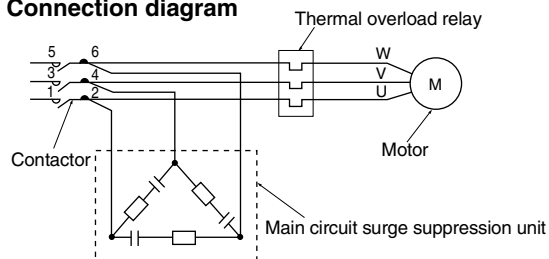 Connection diagram
Thermal overload relay
5 6
3 4
1 2
W
V
U
M
Motor
Contactor
Main circuit surge suppression unit